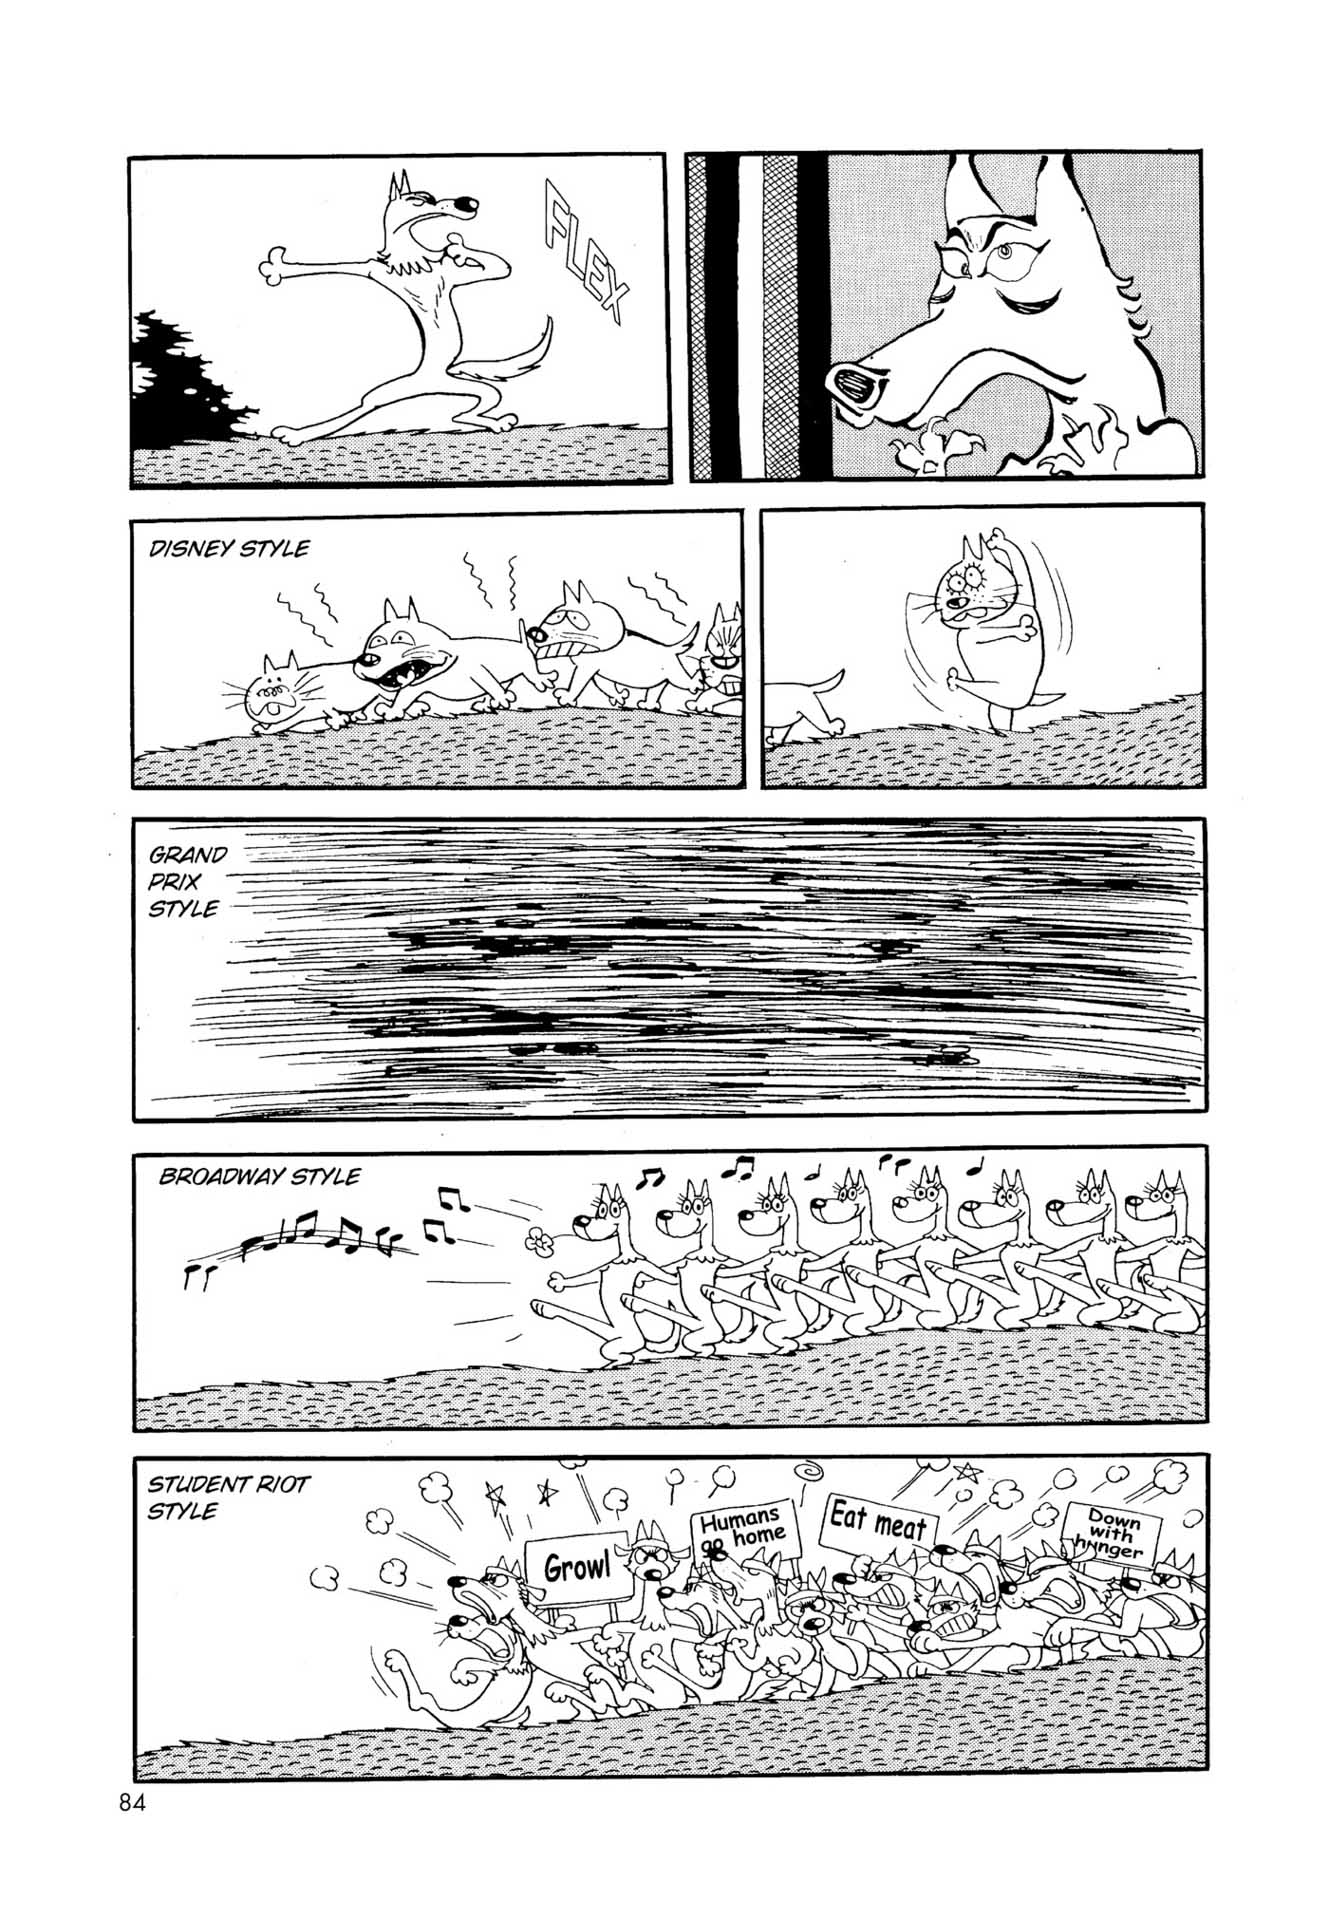 FLEX
DISNEY STYLE
GRAND
PRIX
STYLE
BROADWAY STYLE
STUDENT RIOT
STYLE
Growl
Humans
go home
Eat meat
Down
with
hunger
84